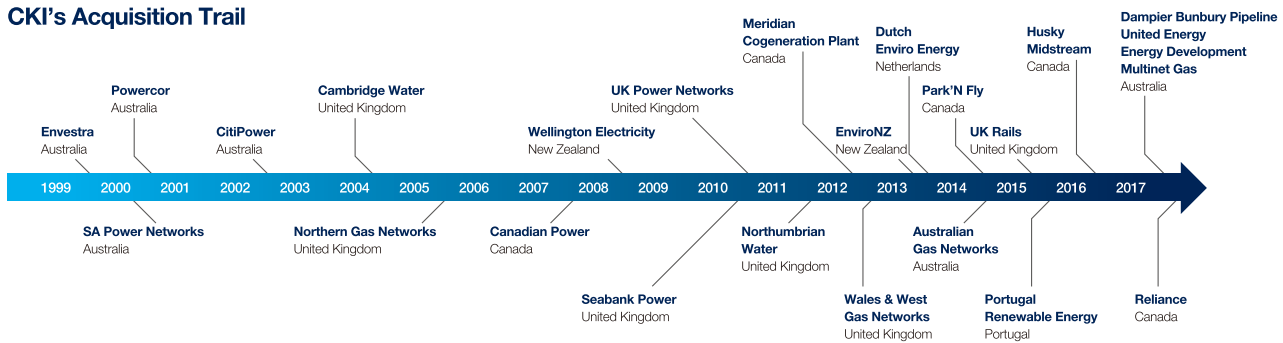 CKI's Acquisition Trail
Meridian
Cogeneration Plant
Canada
Dutch
Enviro Energy
Netherlands
Husky
Midstream
Canada
Dampier Bunbury Pipeline
United Energy
Energy Development
Multinet Gas
Australia
Powercor
Australia
Cambridge Water
United Kingdom
UK Power Networks
United Kingdom
Park'N Fly
Canada
Envestra
Australia
CitiPower
Australia
Wellington Electricity
New Zealand
EnviroNZ
New Zealand
UK Rails
United Kingdom
1999 2000 2001 2002 2003 2004 2005 2006 2007 2008 2009 2010 2011 2012 2013 2014 2015 2016 2017
SA Power Networks
Australia
Northern Gas Networks
United Kingdom
Canadian Power
Canada
Northumbrian
Water
United Kingdom
Australian
Gas Networks
Australia
Seabank Power
United Kingdom
Wales & West
Gas Networks
United Kingdom
Portugal
Renewable Energy
Portugal
Reliance
Canada